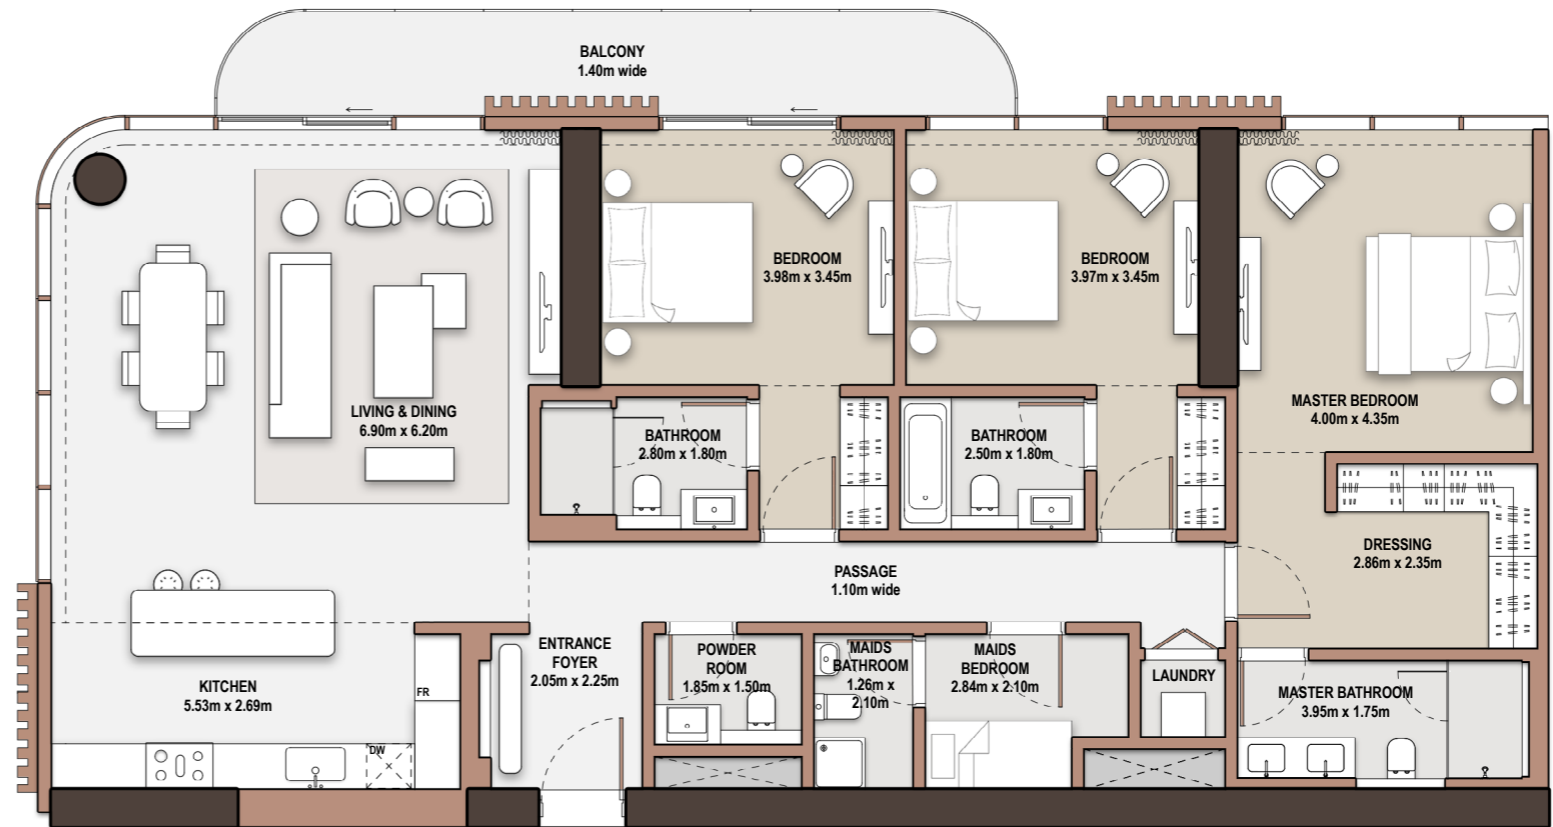 BALCONY
1.40m wide
BEDROOM
3.98m x 3.45m
BEDROOM
3.97m x 3.45m
MASTER BEDROOM
4.00m x 4.35m
LIVING & DINING
6.90m x 6.20m
BATHROOM
2.80m x 1.80m
BATHROOM
2.50m x 1.80m
DRESSING
2.86m x 2.35m
PASSAGE
1.10m wide
ENTRANCE
FOYER
2.05m x 2.25m
POWDER
ROOM
1.85m x 1.50m
MAIDS
BATHROOM
1.26m x
2.10m
MAIDS
BEDROOM
2.84m x 2.10m
LAUNDRY
MASTER BATHROOM
3.95m x 1.75m
KITCHEN
5.53m x 2.69m
FR
DW